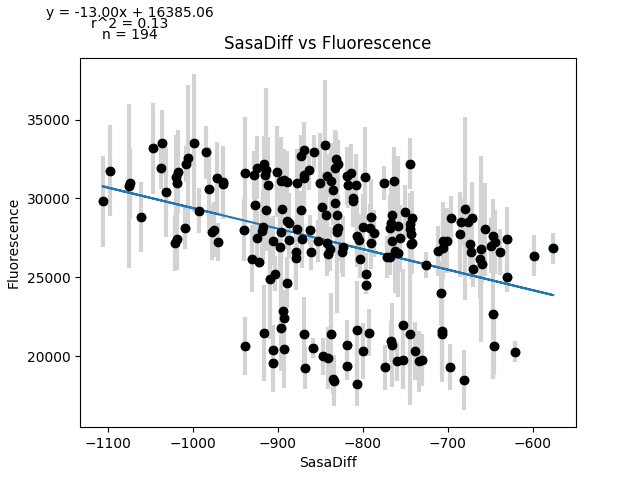 y = -13.00x + 16385.06
r^2 = 0.13
n = 194
SasaDiff vs Fluorescence
Fluorescence
35000
30000
25000
20000
−1100 −1000 −900 −800 −700 −600
SasaDiff